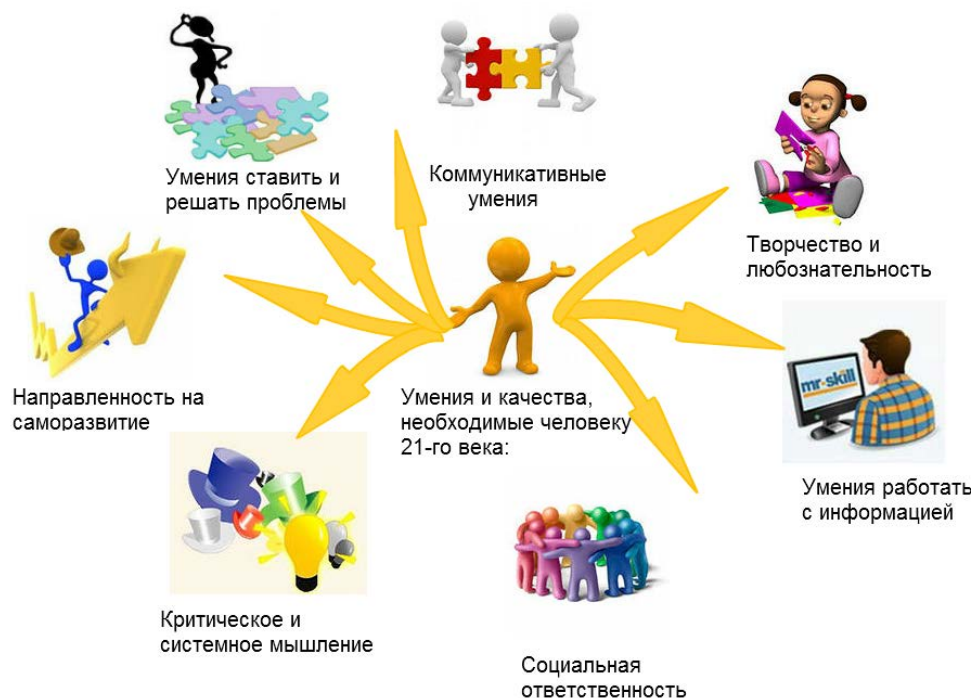 Умения ставить и
решать проблемы
Коммуникативные
умения
Творчество и
любознательность
Направленность на
саморазвитие
Умения и качества,
необходимые человеку
21-го века:
mr-skill
Умения работать
с информацией
Критическое и
системное мышление
Социальная
ответственность